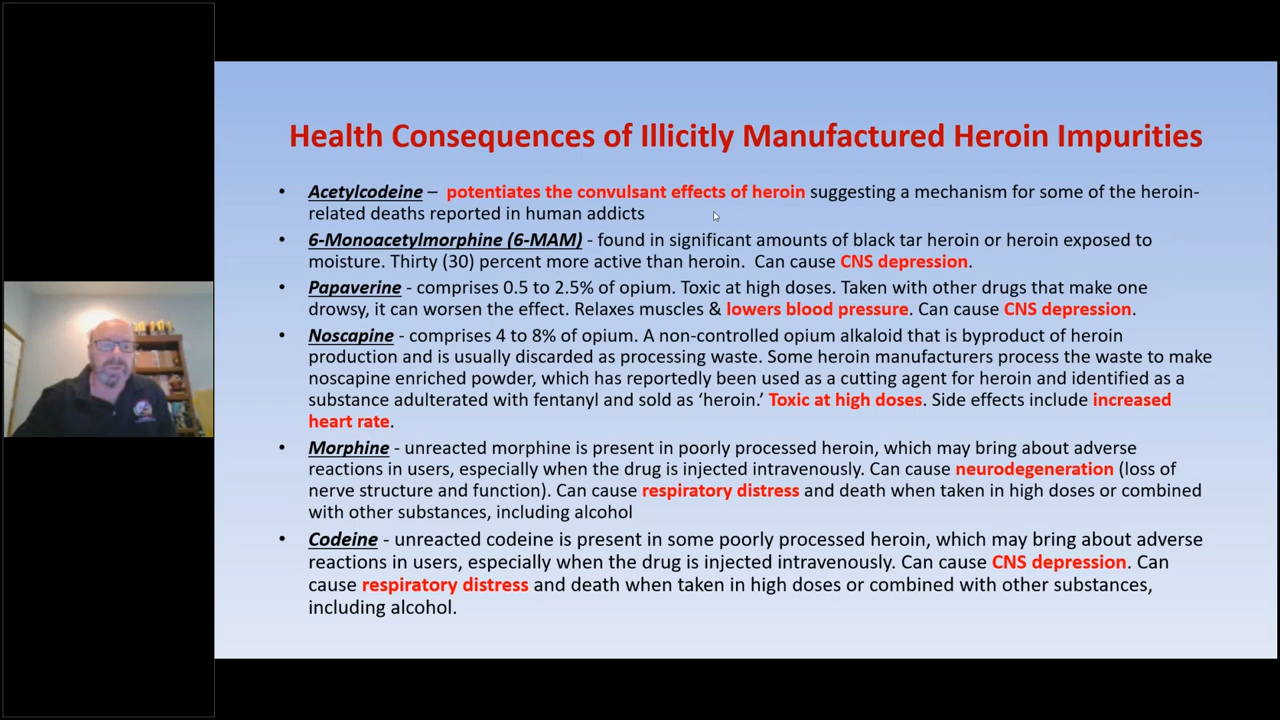 Health Consequences of Illicitly Manufactured Heroin Impurities
• Acetylcodeine – potentiates the convulsant effects of heroin suggesting a mechanism for some of the heroin-
related deaths reported in human addicts
• 6-Monoacetylmorphine (6-MAM) - found in significant amounts of black tar heroin or heroin exposed to
moisture. Thirty (30) percent more active than heroin. Can cause CNS depression.
• Papaverine - comprises 0.5 to 2.5% of opium. Toxic at high doses. Taken with other drugs that make one
drowsy, it can worsen the effect. Relaxes muscles & lowers blood pressure. Can cause CNS depression.
• Noscapine - comprises 4 to 8% of opium. A non-controlled opium alkaloid that is byproduct of heroin
production and is usually discarded as processing waste. Some heroin manufacturers process the waste to make
noscapine enriched powder, which has reportedly been used as a cutting agent for heroin and identified as a
substance adulterated with fentanyl and sold as ‘heroin.’ Toxic at high doses. Side effects include increased
heart rate.
• Morphine - unreacted morphine is present in poorly processed heroin, which may bring about adverse
reactions in users, especially when the drug is injected intravenously. Can cause neurodegeneration (loss of
nerve structure and function). Can cause respiratory distress and death when taken in high doses or combined
with other substances, including alcohol
• Codeine - unreacted codeine is present in some poorly processed heroin, which may bring about adverse
reactions in users, especially when the drug is injected intravenously. Can cause CNS depression. Can
cause respiratory distress and death when taken in high doses or combined with other substances,
including alcohol.